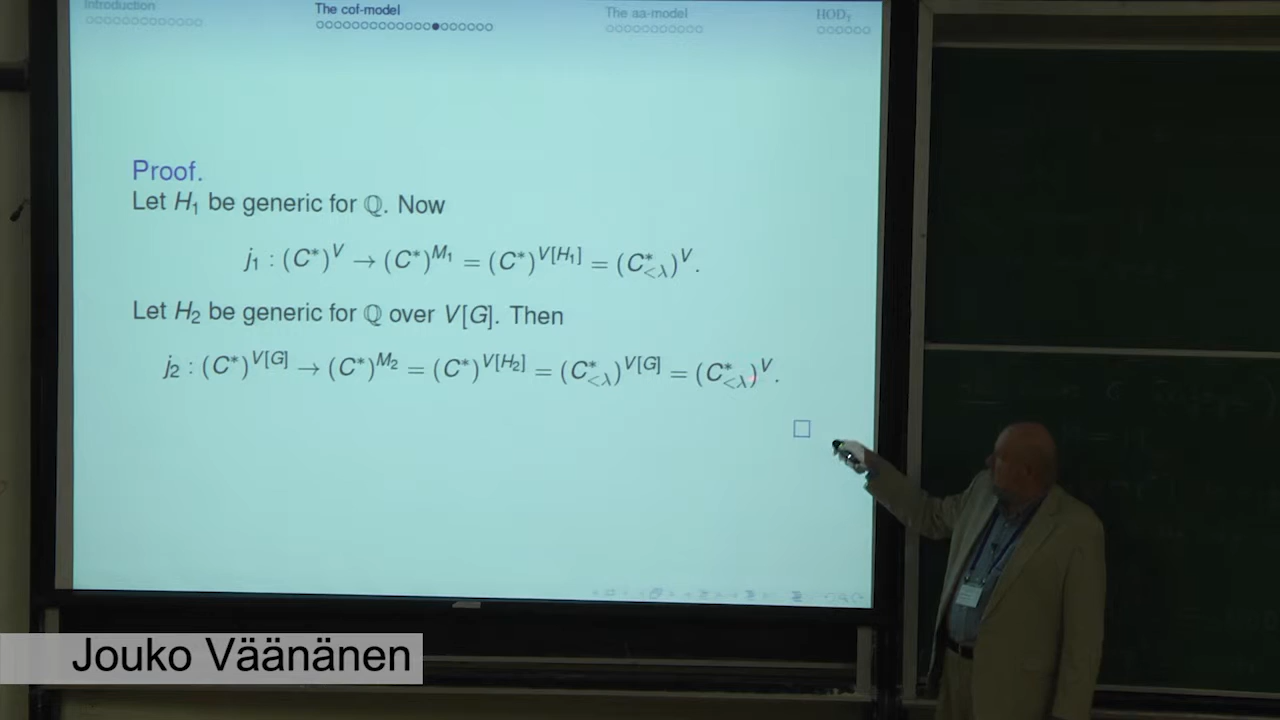 Introduction
The cof-model
The aa-model
HOD₁
Proof.
Let H₁ be generic for ℚ. Now
j₁ : (C*)^V → (C*)^{M₁} = (C*)^{V[H₁]} = (C*_{<λ})^V.
Let H₂ be generic for ℚ over V[G]. Then
j₂ : (C*)^{V[G]} → (C*)^{M₂} = (C*)^{V[H₂]} = (C*_{<λ})^{V[G]} = (C*_{<λ})^V.
Jouko Väänänen